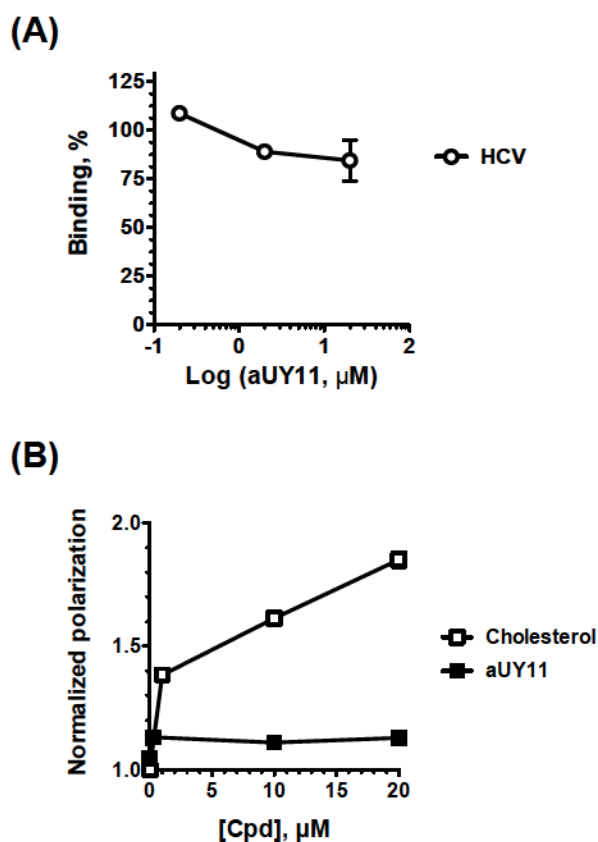 (A)
125
100
75
50
25
0
Binding, %
-1
0
1
2
Log (aUY11, µM)
HCV
(B)
2.0
1.5
1.0
Normalized polarization
0
5
10
15
20
[Cpd], µM
Cholesterol
aUY11